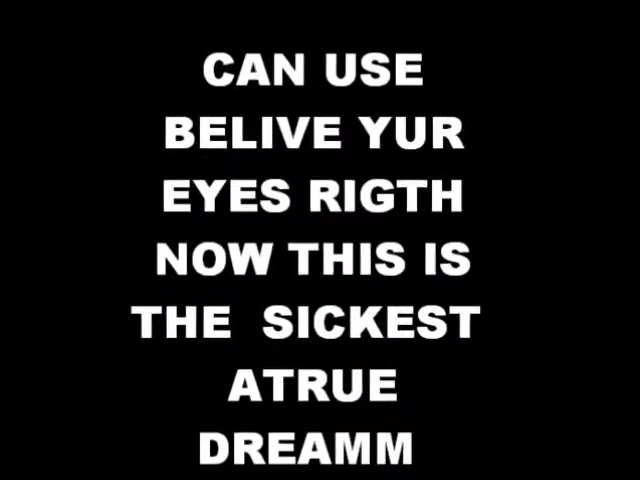 CAN USE
BELIVE YUR
EYES RIGTH
NOW THIS IS
THE  SICKEST
ATRUE
DREAMM